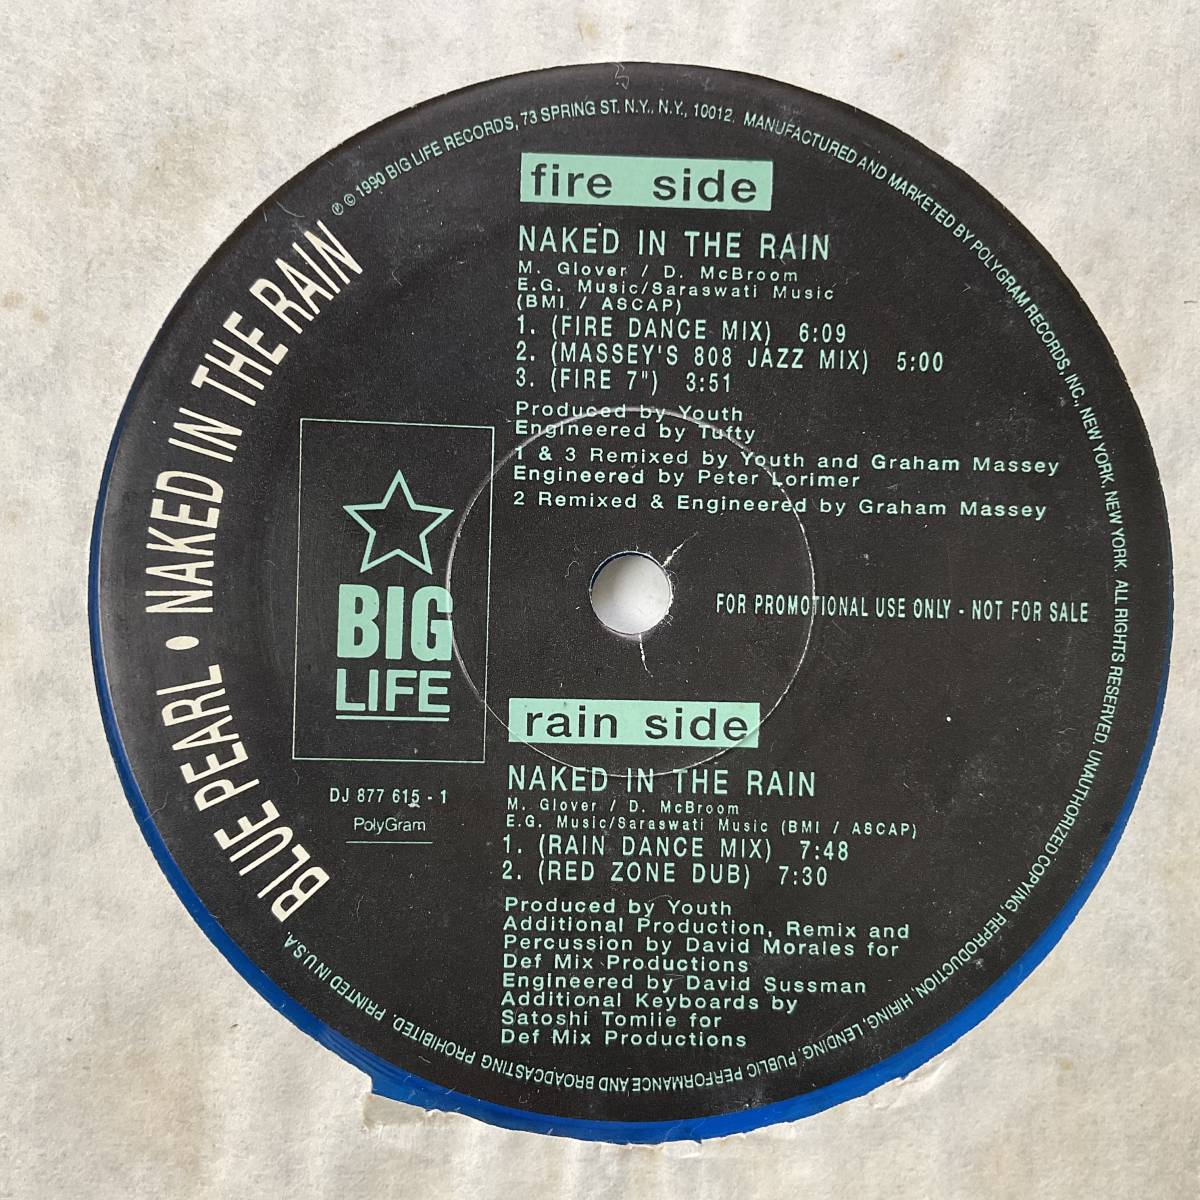 ℗ © 1990 BIG LIFE RECORDS, 73 SPRING ST. N.Y., N.Y., 10012. MANUFACTURED AND MARKETED BY POLYGRAM RECORDS, INC., NEW YORK, NEW YORK. ALL RIGHTS RESERVED. UNAUTHORIZED COPYING, REPRODUCTION, HIRING, LENDING, PUBLIC PERFORMANCE AND BROADCASTING PROHIBITED. PRINTED IN U.S.A.
BLUE PEARL • NAKED IN THE RAIN
fire side
NAKED IN THE RAIN
M. Glover / D. McBroom
E.G. Music/Saraswati Music
(BMI / ASCAP)
1. (FIRE DANCE MIX) 6:09
2. (MASSEY'S 808 JAZZ MIX) 5:00
3. (FIRE 7") 3:51
Produced by Youth
Engineered by Tufty
1 & 3 Remixed by Youth and Graham Massey
Engineered by Peter Lorimer
2 Remixed & Engineered by Graham Massey
BIG
LIFE
DJ 877 615 - 1
PolyGram
FOR PROMOTIONAL USE ONLY - NOT FOR SALE
rain side
NAKED IN THE RAIN
M. Glover / D. McBroom
E.G. Music/Saraswati Music (BMI / ASCAP)
1. (RAIN DANCE MIX) 7:48
2. (RED ZONE DUB) 7:30
Produced by Youth
Additional Production, Remix and
Percussion by David Morales for
Def Mix Productions
Engineered by David Sussman
Additional Keyboards by
Satoshi Tomiie for
Def Mix Productions